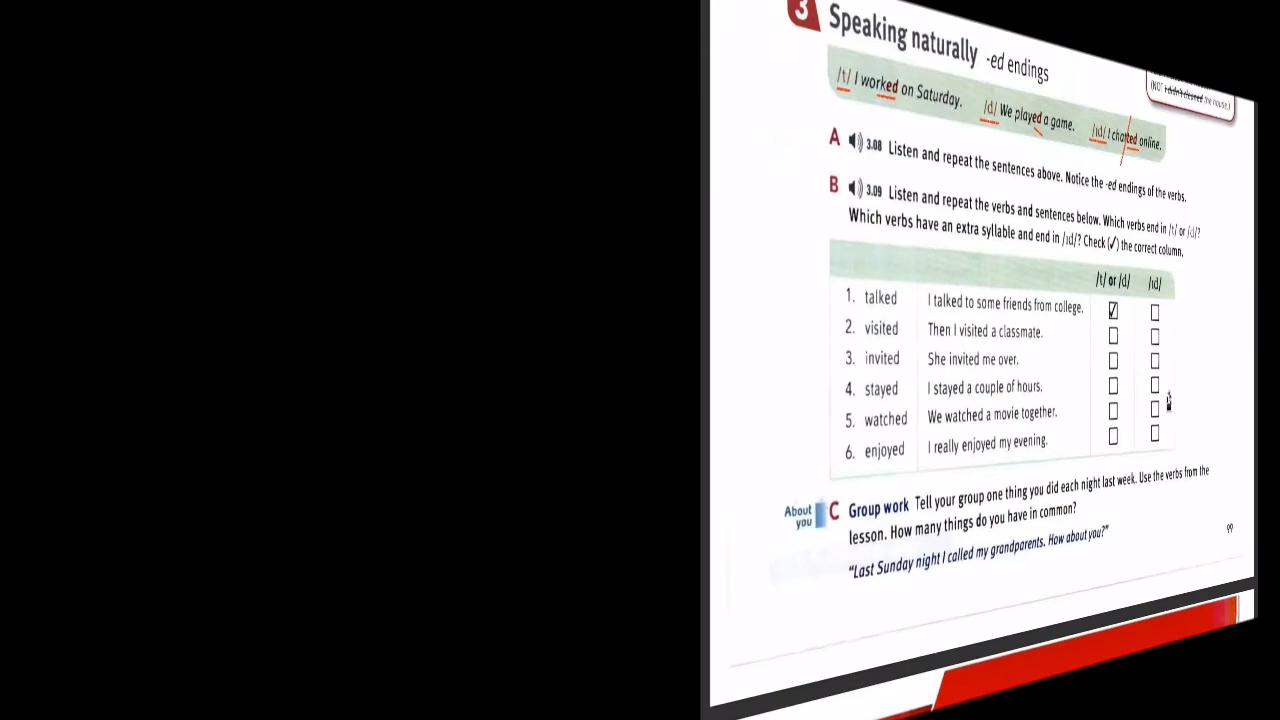 3 Speaking naturally -ed endings
(NOT I didn't cleaned the house.)
/t/ I worked on Saturday. /d/ We played a game. /ɪd/ I chatted online.
A 3.08 Listen and repeat the sentences above. Notice the -ed endings of the verbs.
B 3.09 Listen and repeat the verbs and sentences below. Which verbs end in /t/ or /d/?
Which verbs have an extra syllable and end in /ɪd/? Check (✓) the correct column.
/t/ or /d/ /ɪd/
1. talked I talked to some friends from college. ✓
2. visited Then I visited a classmate.
3. invited She invited me over.
4. stayed I stayed a couple of hours.
5. watched We watched a movie together.
6. enjoyed I really enjoyed my evening.
About you C Group work Tell your group one thing you did each night last week. Use the verbs from the
lesson. How many things do you have in common?
"Last Sunday night I called my grandparents. How about you?"
99